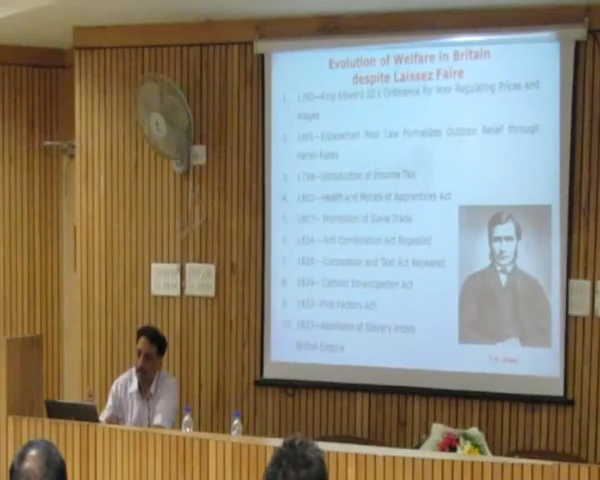 Evolution of Welfare in Britain
despite Laissez Faire
1. 1350—King Edward III's Ordinance for Poor Regulating Prices and
Wages
2. 1601—Elizabethan Poor Law Formalizes Outdoor Relief through
Parish Rates
3. 1798—Introduction of Income Tax
4. 1802—Health and Morals of Apprentices Act
5. 1807— Prohibition of Slave Trade
6. 1824— Anti Combination Act Repealed
7. 1828—Corporation and Test Act Repealed
8. 1829— Catholic Emancipation Act
9. 1833—First Factory Act
10. 1833—Abolition of Slavery
British Empire
T.H. Green